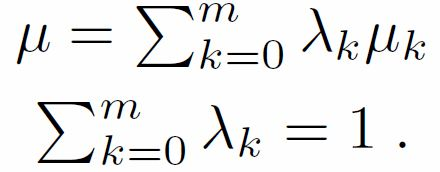 μ = ∑_{k=0}^{m} λ_k μ_k
∑_{k=0}^{m} λ_k = 1 .